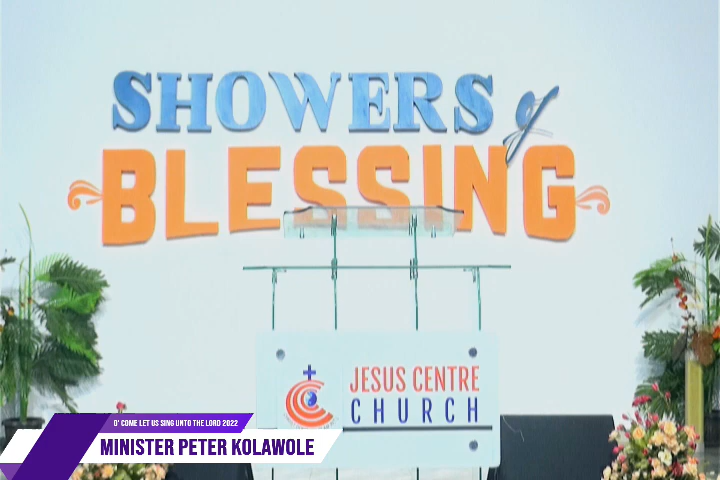 SHOWERS of
BLESSING
JESUS CENTRE
CHURCH
O' COME LET US SING UNTO THE LORD 2022
MINISTER PETER KOLAWOLE